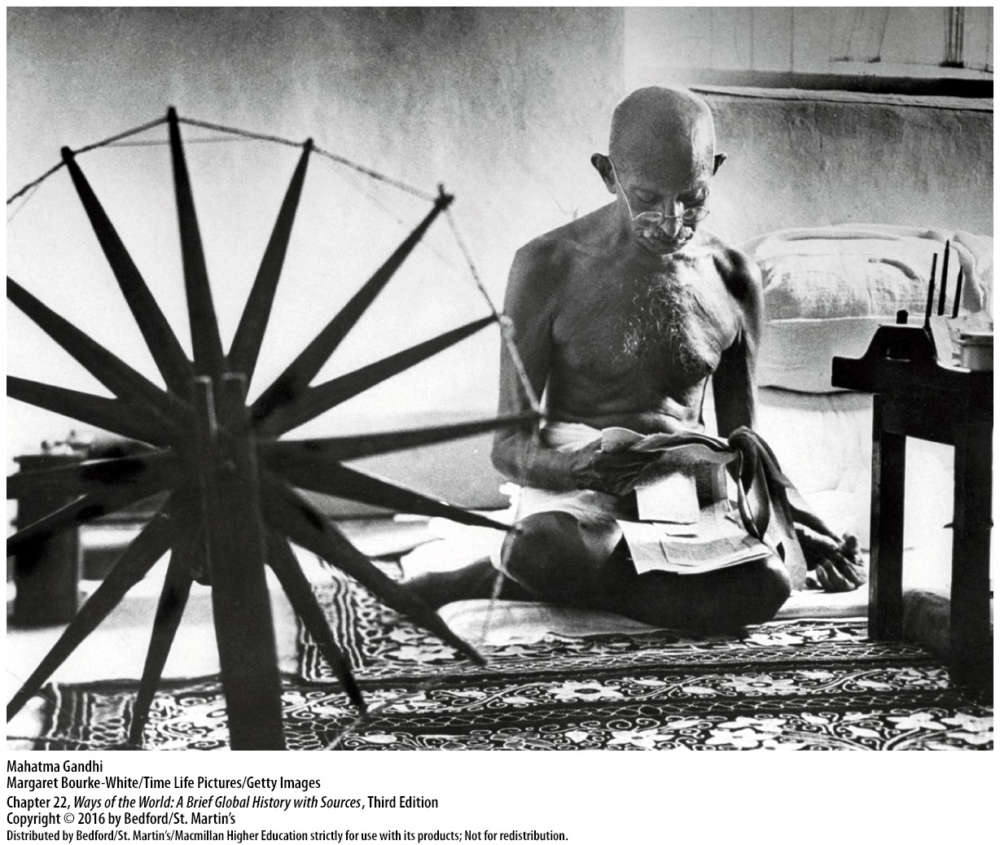 Mahatma Gandhi
Margaret Bourke-White/Time Life Pictures/Getty Images
Chapter 22, Ways of the World: A Brief Global History with Sources, Third Edition
Copyright © 2016 by Bedford/St. Martin's
Distributed by Bedford/St. Martin's/Macmillan Higher Education strictly for use with its products; Not for redistribution.